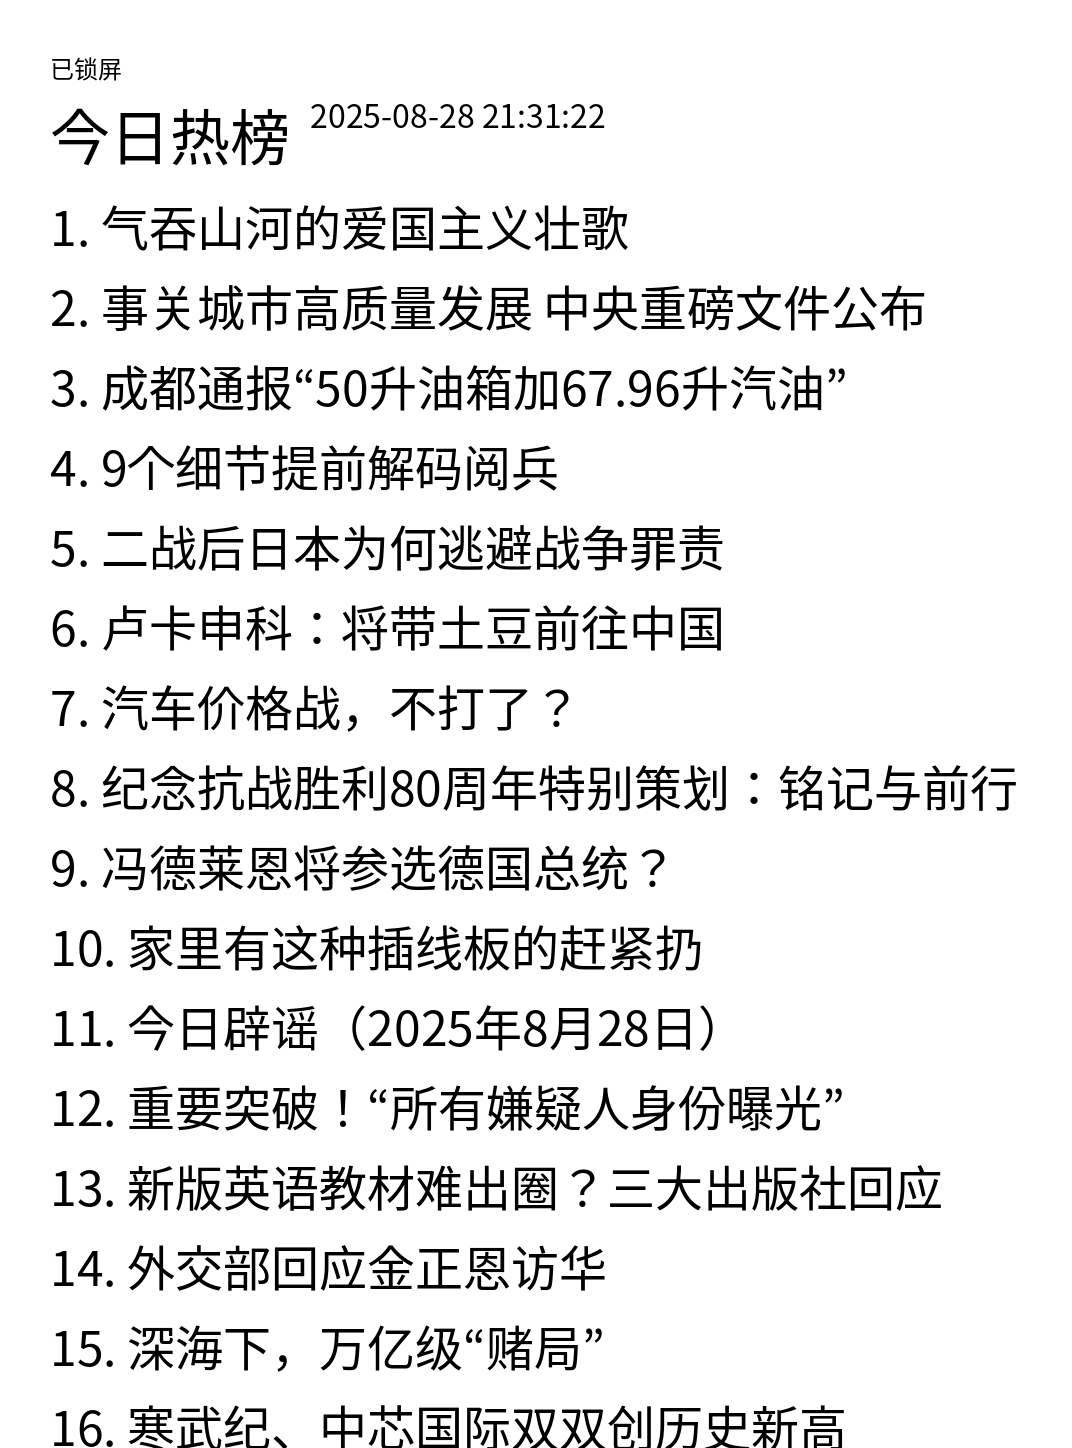 已锁屏
今日热榜 2025-08-28 21:31:22
1. 气吞山河的爱国主义壮歌
2. 事关城市高质量发展 中央重磅文件公布
3. 成都通报“50升油箱加67.96升汽油”
4. 9个细节提前解码阅兵
5. 二战后日本为何逃避战争罪责
6. 卢卡申科：将带土豆前往中国
7. 汽车价格战，不打了？
8. 纪念抗战胜利80周年特别策划：铭记与前行
9. 冯德莱恩将参选德国总统？
10. 家里有这种插线板的赶紧扔
11. 今日辟谣（2025年8月28日）
12. 重要突破！“所有嫌疑人身份曝光”
13. 新版英语教材难出圈？三大出版社回应
14. 外交部回应金正恩访华
15. 深海下，万亿级“赌局”
16. 寒武纪、中芯国际双双创历史新高